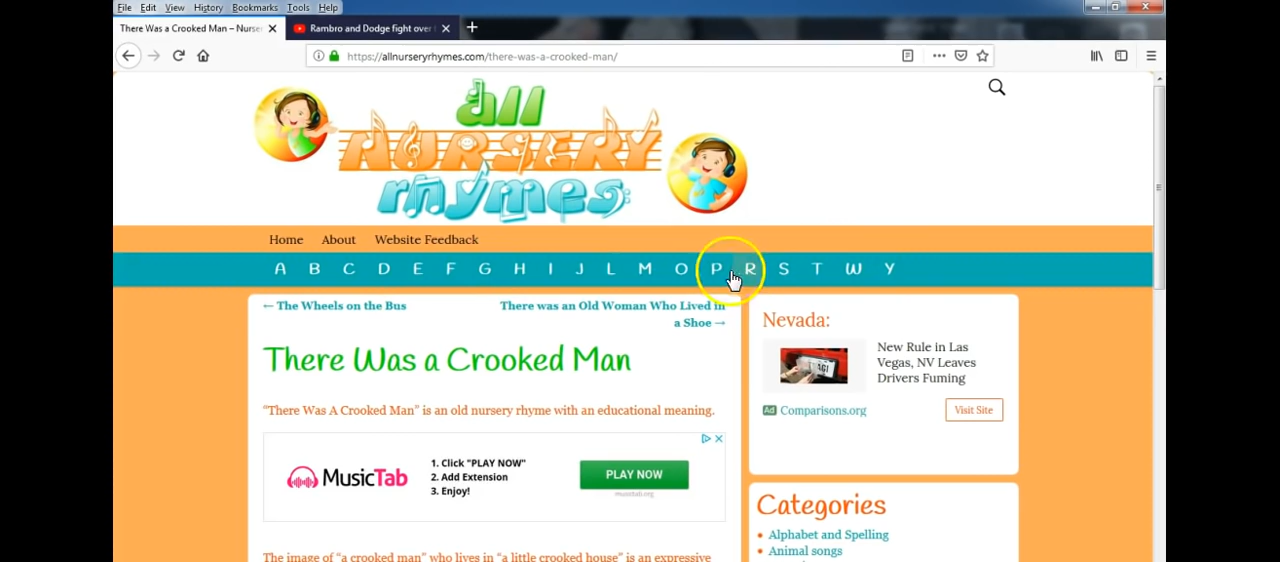 File Edit View History Bookmarks Tools Help
There Was a Crooked Man – Nurse
Rambro and Dodge fight over
https://allnurseryrhymes.com/there-was-a-crooked-man/
all
NURSERY
rhymes
Home About Website Feedback
A B C D E F G H I J L M O P R S T W Y
← The Wheels on the Bus
There was an Old Woman Who Lived in
a Shoe →
There Was a Crooked Man
“There Was A Crooked Man” is an old nursery rhyme with an educational meaning.
MusicTab
1. Click "PLAY NOW"
2. Add Extension
3. Enjoy!
PLAY NOW
musictab.org
The image of “a crooked man” who lives in “a little crooked house” is an expressive
Nevada:
New Rule in Las
Vegas, NV Leaves
Drivers Fuming
Ad Comparisons.org
Visit Site
Categories
Alphabet and Spelling
Animal songs